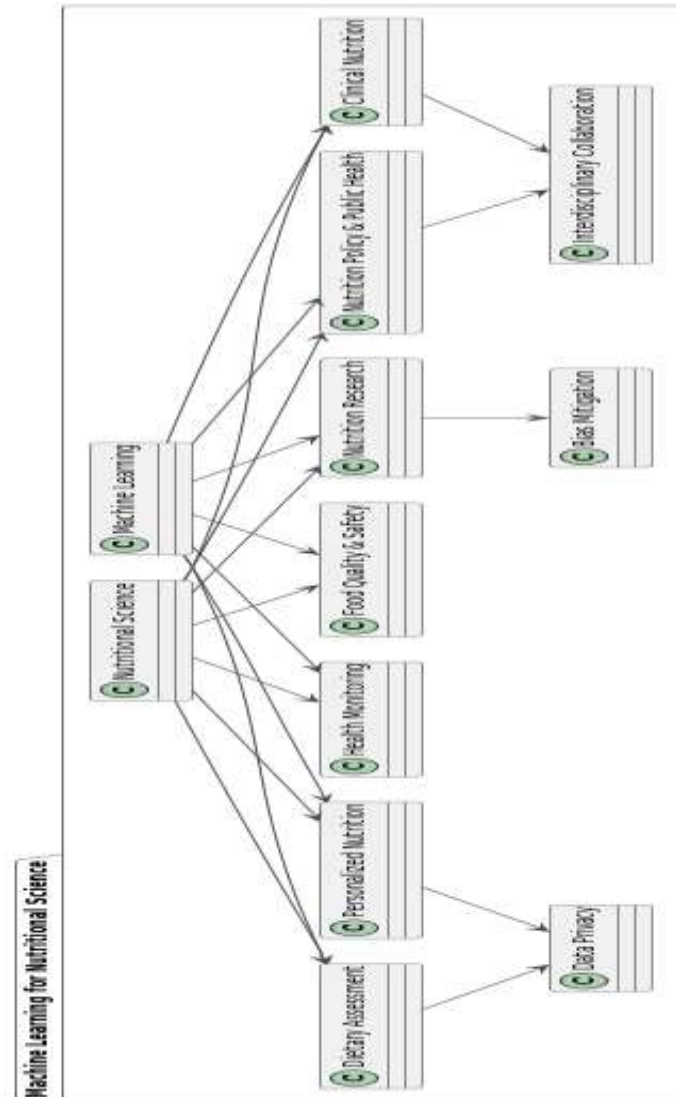 Machine Learning for Nutritional Science
C Nutritional Science
C Machine Learning
C Dietary Assessment
C Personalized Nutrition
C Health Monitoring
C Food Quality & Safety
C Nutrition Research
C Nutrition Policy & Public Health
C Clinical Nutrition
C Data Privacy
C Bias Mitigation
C Interdisciplinary Collaboration